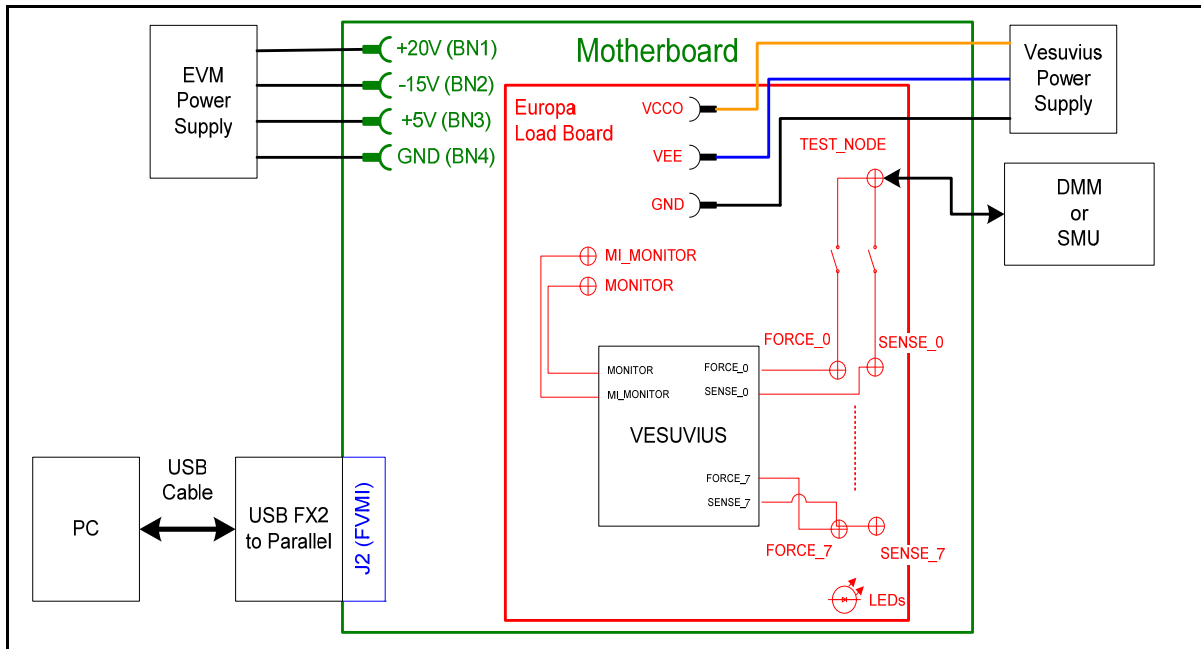 EVM
Power
Supply
+20V (BN1)
-15V (BN2)
+5V (BN3)
GND (BN4)
Motherboard
Europa
Load Board
VCCO
VEE
GND
Vesuvius
Power
Supply
TEST_NODE
DMM
or
SMU
MI_MONITOR
MONITOR
FORCE_0
SENSE_0
MONITOR
MI_MONITOR
FORCE_0
SENSE_0
VESUVIUS
FORCE_7
SENSE_7
FORCE_7
SENSE_7
LEDs
PC
USB
Cable
USB FX2
to Parallel
J2 (FVMI)